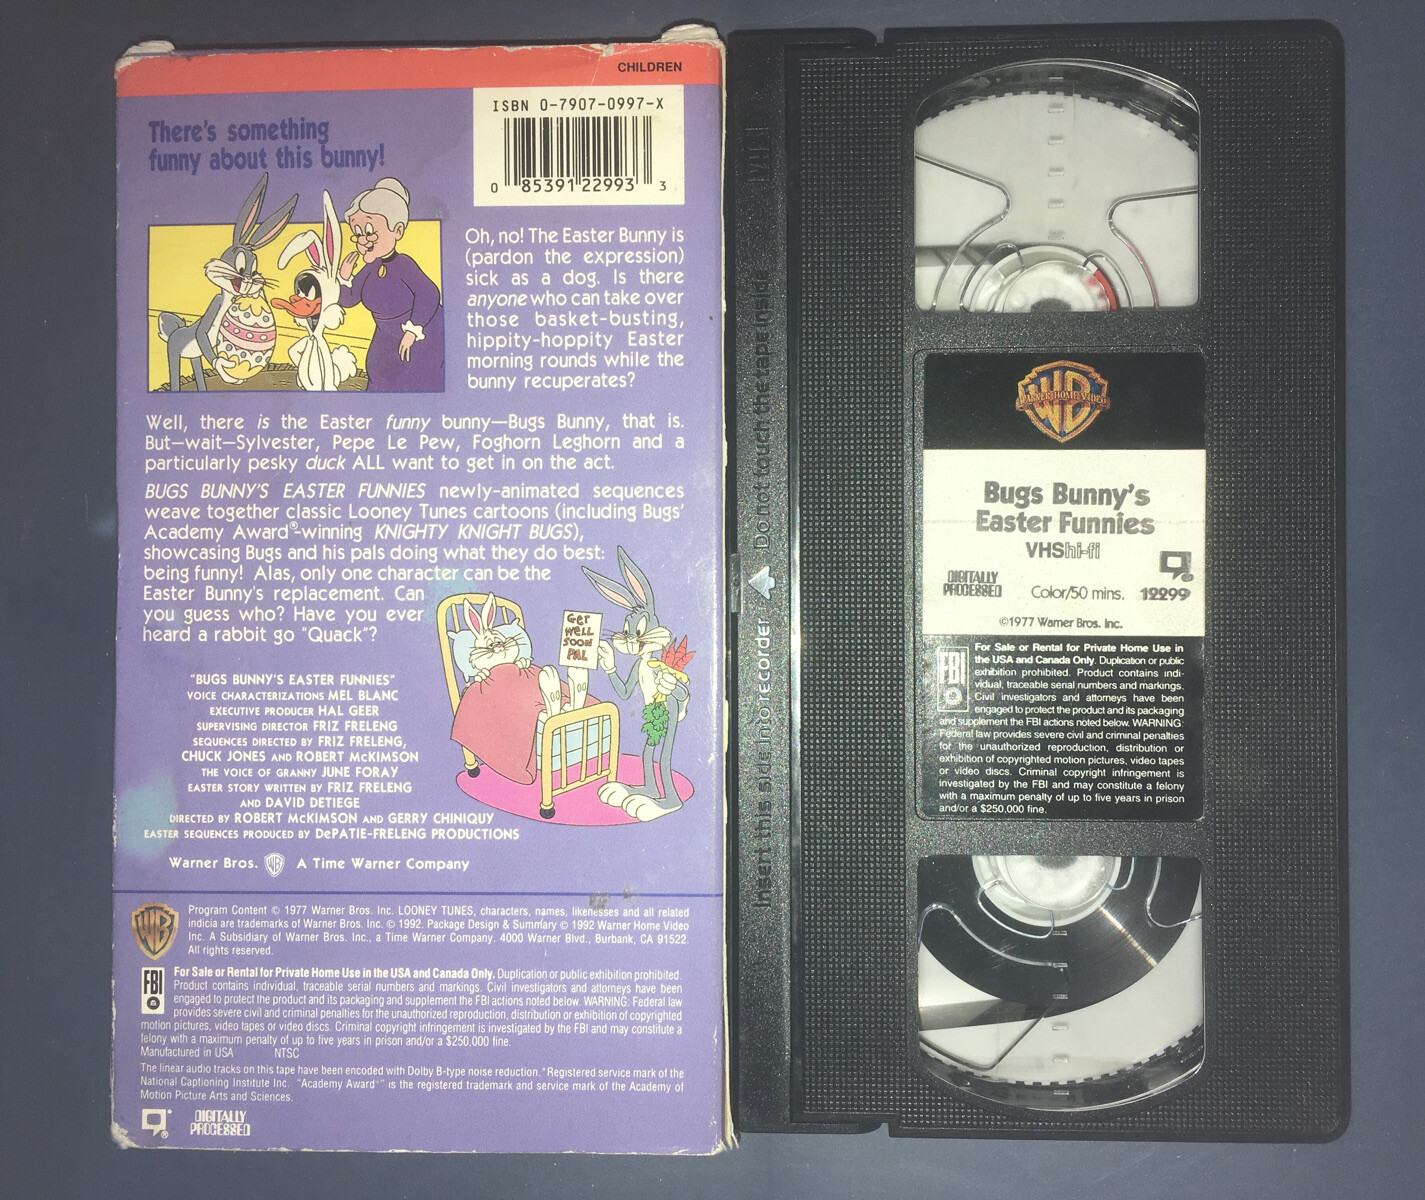 CHILDREN
There's something
funny about this bunny!
ISBN 0-7907-0997-X
0 85391 22993 3
Oh, no! The Easter Bunny is
(pardon the expression)
sick as a dog. Is there
anyone who can take over
those basket-busting,
hippity-hoppity Easter
morning rounds while the
bunny recuperates?
Well, there is the Easter funny bunny—Bugs Bunny, that is.
But—wait—Sylvester, Pepe Le Pew, Foghorn Leghorn and a
particularly pesky duck ALL want to get in on the act.
BUGS BUNNY'S EASTER FUNNIES newly-animated sequences
weave together classic Looney Tunes cartoons (including Bugs'
Academy Award®-winning KNIGHTY KNIGHT BUGS),
showcasing Bugs and his pals doing what they do best:
being funny! Alas, only one character can be the
Easter Bunny's replacement. Can
you guess who? Have you ever
heard a rabbit go "Quack"?
GET
WELL
SOON
PAL
"BUGS BUNNY'S EASTER FUNNIES"
VOICE CHARACTERIZATIONS MEL BLANC
EXECUTIVE PRODUCER HAL GEER
SUPERVISING DIRECTOR FRIZ FRELENG
SEQUENCES DIRECTED BY FRIZ FRELENG,
CHUCK JONES AND ROBERT McKIMSON
THE VOICE OF GRANNY JUNE FORAY
EASTER STORY WRITTEN BY FRIZ FRELENG
AND DAVID DETIEGE
DIRECTED BY ROBERT McKIMSON AND GERRY CHINIQUY
EASTER SEQUENCES PRODUCED BY DePATIE-FRELENG PRODUCTIONS
Warner Bros. WB A Time Warner Company
WB
Program Content © 1977 Warner Bros. Inc. LOONEY TUNES, characters, names, likenesses and all related
indicia are trademarks of Warner Bros. Inc. © 1992. Package Design & Summary © 1992 Warner Home Video
Inc. A Subsidiary of Warner Bros. Inc., a Time Warner Company. 4000 Warner Blvd., Burbank, CA 91522.
All rights reserved.
FBI
For Sale or Rental for Private Home Use in the USA and Canada Only. Duplication or public exhibition prohibited.
Product contains individual, traceable serial numbers and markings. Civil investigators and attorneys have been
engaged to protect the product and its packaging and supplement the FBI actions noted below. WARNING: Federal law
provides severe civil and criminal penalties for the unauthorized reproduction, distribution or exhibition of copyrighted
motion pictures, video tapes or video discs. Criminal copyright infringement is investigated by the FBI and may constitute a
felony with a maximum penalty of up to five years in prison and/or a $250,000 fine.
Manufactured in USA NTSC
The linear audio tracks on this tape have been encoded with Dolby B-type noise reduction. ®Registered service mark of the
National Captioning Institute Inc. "Academy Award®" is the registered trademark and service mark of the Academy of
Motion Picture Arts and Sciences.
® DIGITALLY
PROCESSED
VHS
Insert this side into recorder Do not touch the tape inside
WB
WARNER HOME VIDEO
Bugs Bunny's
Easter Funnies
VHS hi-fi
DIGITALLY
PROCESSED
Color/50 mins. 12299
©1977 Warner Bros. Inc.
FBI
For Sale or Rental for Private Home Use in
the USA and Canada Only. Duplication or public
exhibition prohibited. Product contains indi-
vidual, traceable serial numbers and markings.
Civil investigators and attorneys have been
engaged to protect the product and its packaging
and supplement the FBI actions noted below. WARNING:
Federal law provides severe civil and criminal penalties
for the unauthorized reproduction, distribution or
exhibition of copyrighted motion pictures, video tapes
or video discs. Criminal copyright infringement is
investigated by the FBI and may constitute a felony
with a maximum penalty of up to five years in prison
and/or a $250,000 fine.